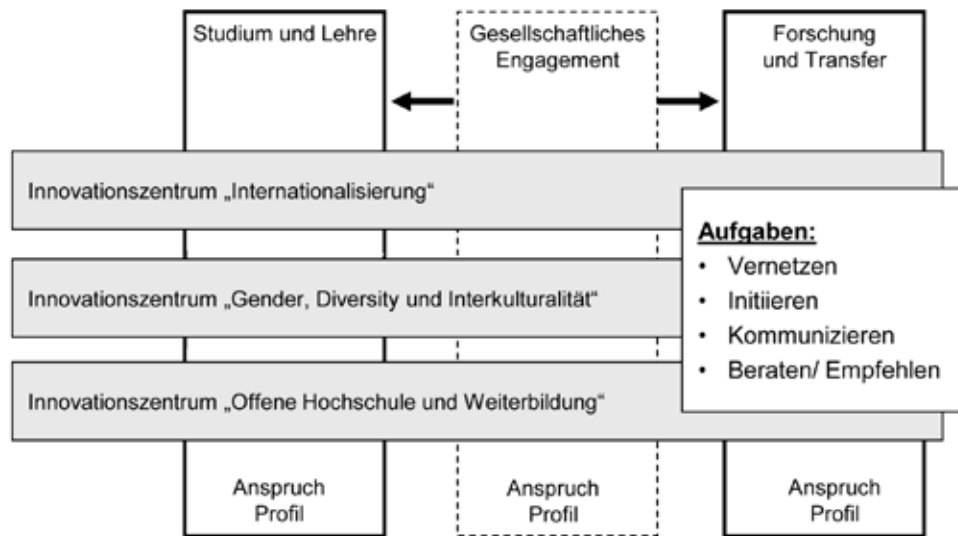 Studium und Lehre
Gesellschaftliches
Engagement
Forschung
und Transfer
Innovationszentrum „Internationalisierung“
Innovationszentrum „Gender, Diversity und Interkulturalität“
Innovationszentrum „Offene Hochschule und Weiterbildung“
Aufgaben:
• Vernetzen
• Initiieren
• Kommunizieren
• Beraten/ Empfehlen
Anspruch
Profil
Anspruch
Profil
Anspruch
Profil